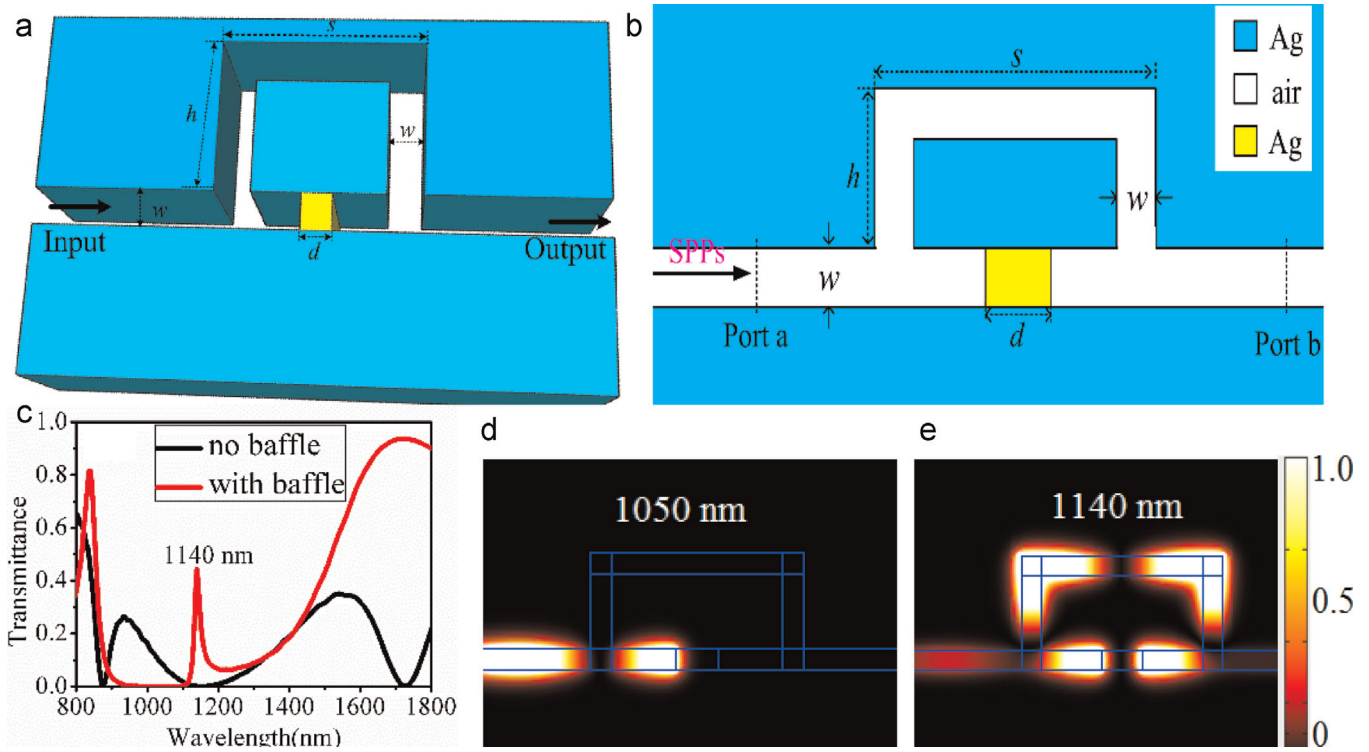 a
s
h
w
w
Input
d
Output
b
Ag
air
Ag
s
h
w
SPPs
w
Port a
d
Port b
c
1.0
0.8
0.6
0.4
0.2
0.0
Transmittance
no baffle
with baffle
1140 nm
800 1000 1200 1400 1600 1800
Wavelength(nm)
d
1050 nm
e
1140 nm
1.0
0.5
0